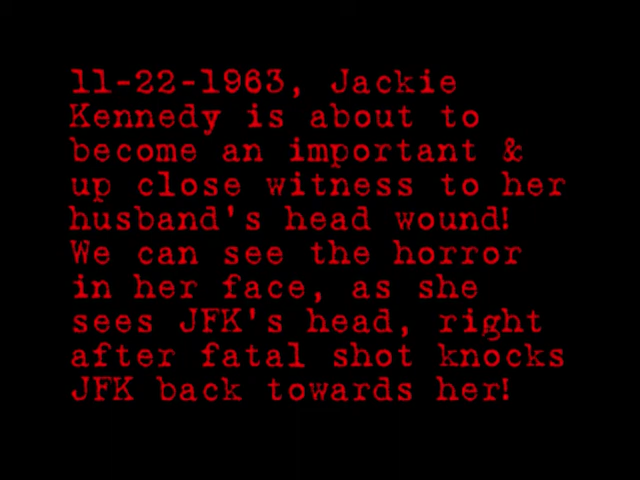 11-22-1963, Jackie
Kennedy is about to
become an important &
up close witness to her
husband's head wound!
We can see the horror
in her face, as she
sees JFK's head, right
after fatal shot knocks
JFK back towards her!